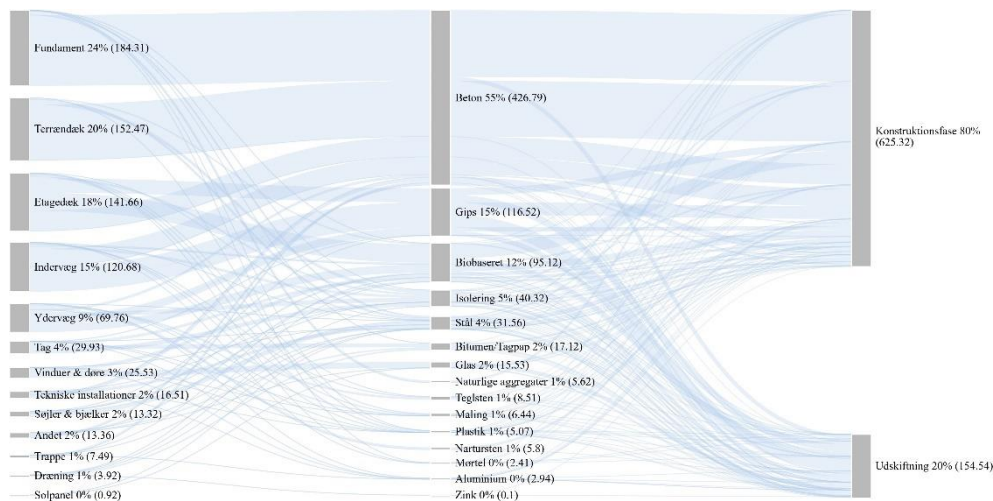 Fundament 24% (184.31)
Terrændæk 20% (152.47)
Etagedæk 18% (141.66)
Indervæg 15% (120.68)
Ydervæg 9% (69.76)
Tag 4% (29.93)
Vinduer & døre 3% (25.53)
Tekniske installationer 2% (16.51)
Søjler & bjælker 2% (13.32)
Andet 2% (13.36)
Trappe 1% (7.49)
Dræning 1% (3.92)
Solpanel 0% (0.92)
Beton 55% (426.79)
Gips 15% (116.52)
Biobaseret 12% (95.12)
Isolering 5% (40.32)
Stål 4% (31.56)
Bitumen/Tagpap 2% (17.12)
Glas 2% (15.53)
Naturlige aggregater 1% (5.62)
Teglsten 1% (8.51)
Maling 1% (6.44)
Plastik 1% (5.07)
Nartursten 1% (5.8)
Mørtel 0% (2.41)
Aluminium 0% (2.94)
Zink 0% (0.1)
Konstruktionsfase 80%
(625.32)
Udskiftning 20% (154.54)